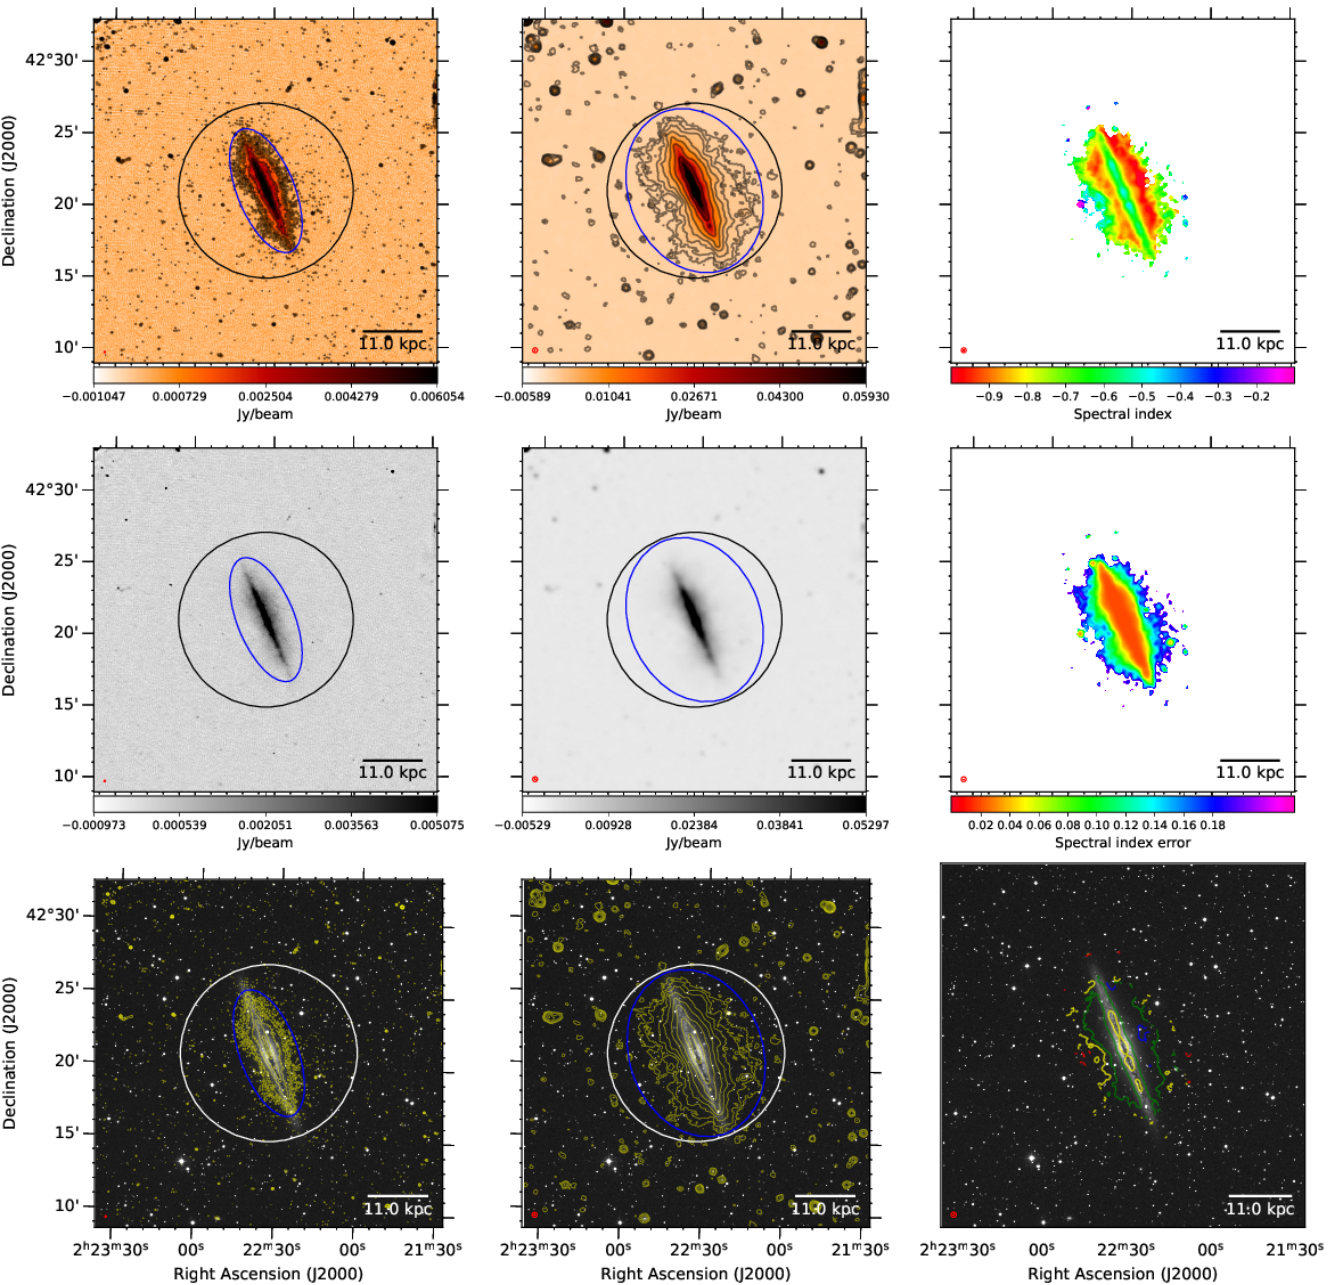 42°30'
25'
20'
15'
10'
Declination (J2000)
11.0 kpc
11.0 kpc
11.0 kpc
−0.001047 0.000729 0.002504 0.004279 0.006054
Jy/beam
−0.00589 0.01041 0.02671 0.04300 0.05930
Jy/beam
−0.9 −0.8 −0.7 −0.6 −0.5 −0.4 −0.3 −0.2
Spectral index
42°30'
25'
20'
15'
10'
Declination (J2000)
11.0 kpc
11.0 kpc
11.0 kpc
−0.000973 0.000539 0.002051 0.003563 0.005075
Jy/beam
−0.00529 0.00928 0.02384 0.03841 0.05297
Jy/beam
0.02 0.04 0.06 0.08 0.10 0.12 0.14 0.16 0.18
Spectral index error
42°30'
25'
20'
15'
10'
Declination (J2000)
11.0 kpc
11.0 kpc
11.0 kpc
2ʰ23ᵐ30ˢ 00ˢ 22ᵐ30ˢ 00ˢ 21ᵐ30ˢ
Right Ascension (J2000)
2ʰ23ᵐ30ˢ 00ˢ 22ᵐ30ˢ 00ˢ 21ᵐ30ˢ
Right Ascension (J2000)
2ʰ23ᵐ30ˢ 00ˢ 22ᵐ30ˢ 00ˢ 21ᵐ30ˢ
Right Ascension (J2000)